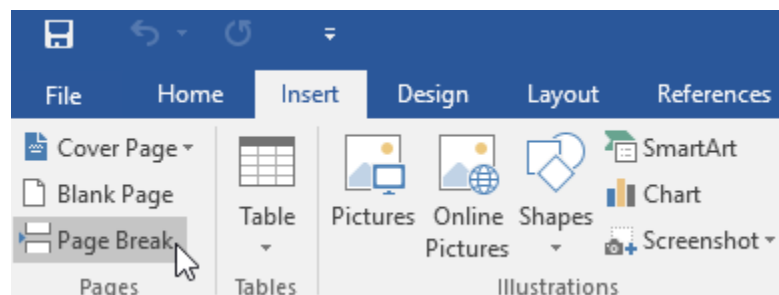 File Home Insert Design Layout References
Cover Page
Blank Page
Page Break
Pages
Table
Tables
Pictures
Online Pictures
Shapes
SmartArt
Chart
Screenshot
Illustrations